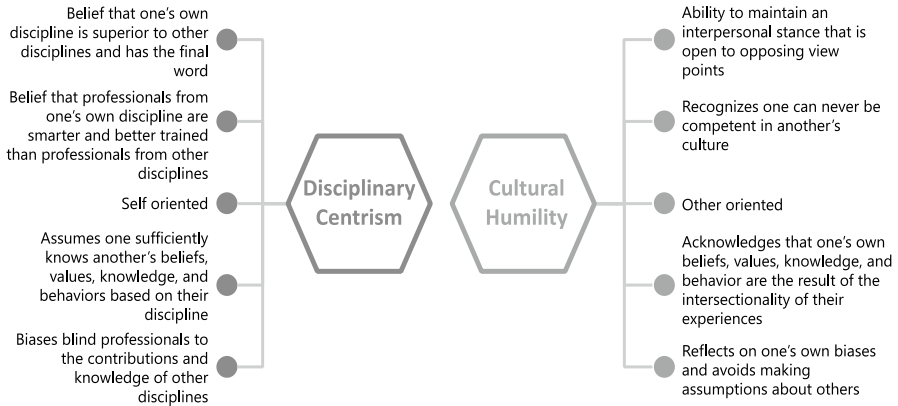 Belief that one's own
discipline is superior to other
disciplines and has the final
word
Belief that professionals from
one's own discipline are
smarter and better trained
than professionals from other
disciplines
Self oriented
Assumes one sufficiently
knows another's beliefs,
values, knowledge, and
behaviors based on their
discipline
Biases blind professionals to
the contributions and
knowledge of other
disciplines
Disciplinary
Centrism
Cultural
Humility
Ability to maintain an
interpersonal stance that is
open to opposing view
points
Recognizes one can never be
competent in another's
culture
Other oriented
Acknowledges that one's own
beliefs, values, knowledge, and
behavior are the result of the
intersectionality of their
experiences
Reflects on one's own biases
and avoids making
assumptions about others